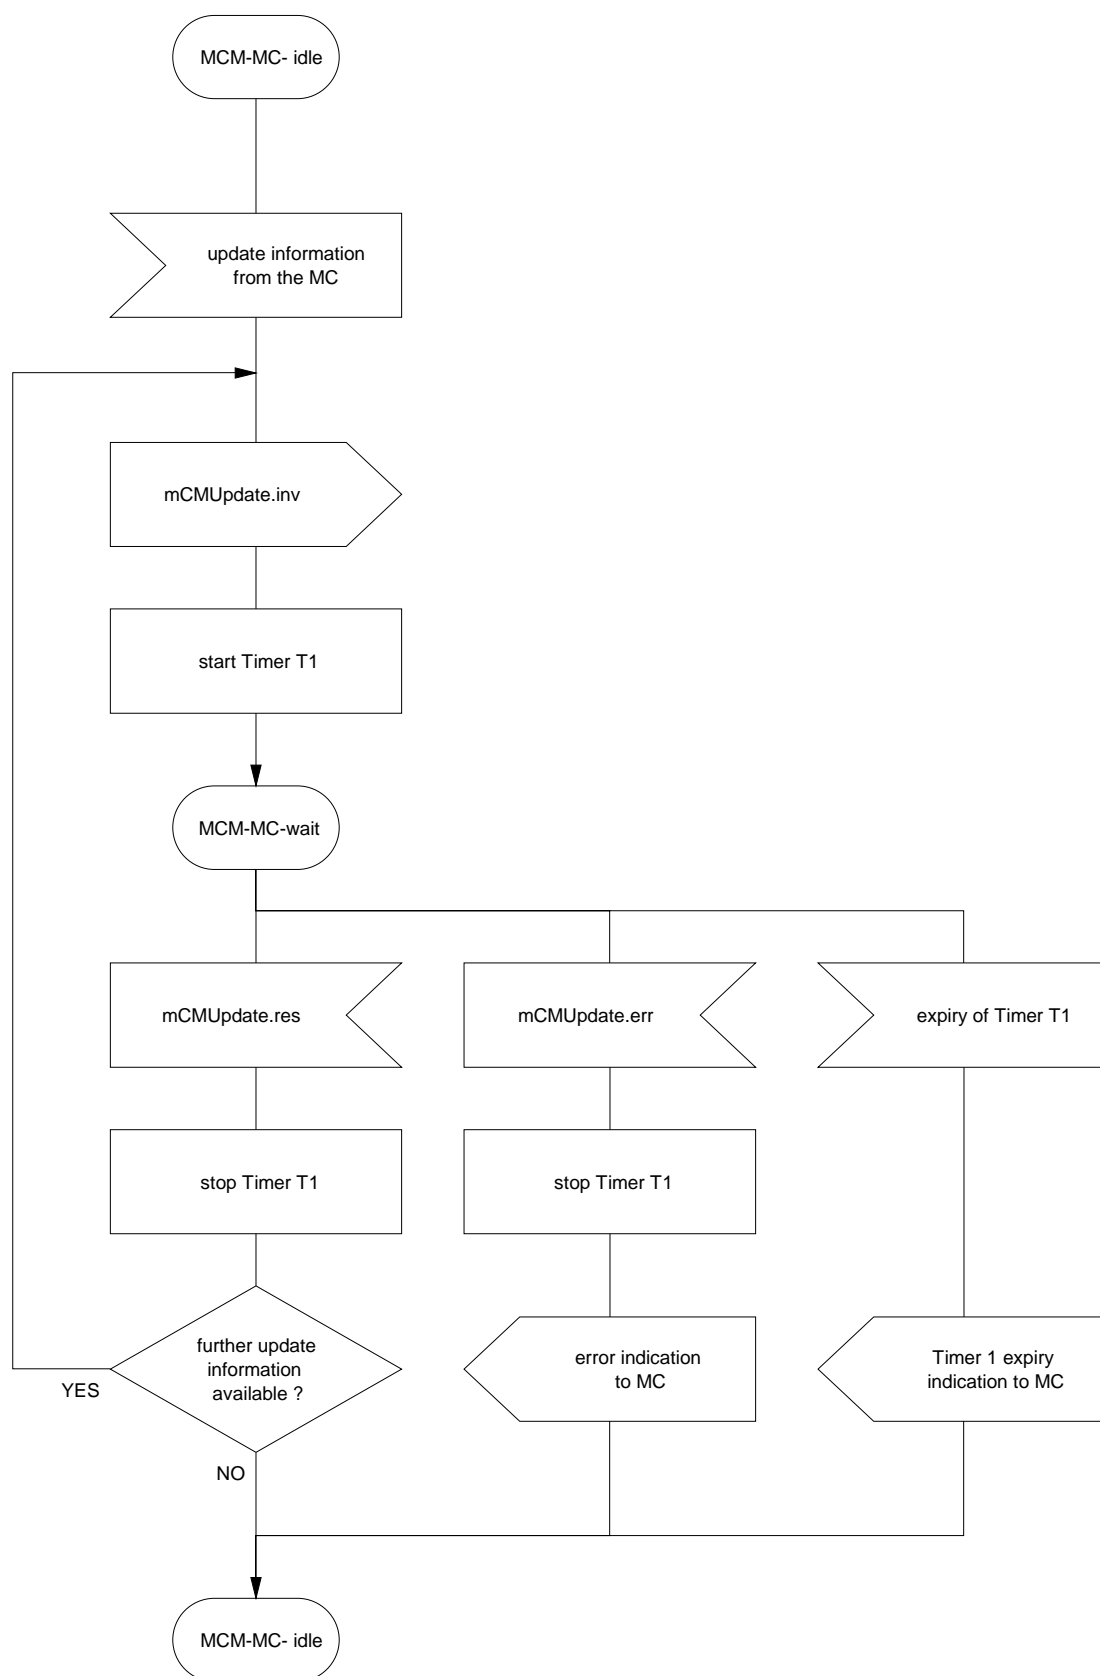 MCM-MC- idle
update information
from the MC
mCMUpdate.inv
start Timer T1
MCM-MC-wait
mCMUpdate.res
mCMUpdate.err
expiry of Timer T1
stop Timer T1
stop Timer T1
further update
information
available ?
YES
NO
error indication
to MC
Timer 1 expiry
indication to MC
MCM-MC- idle